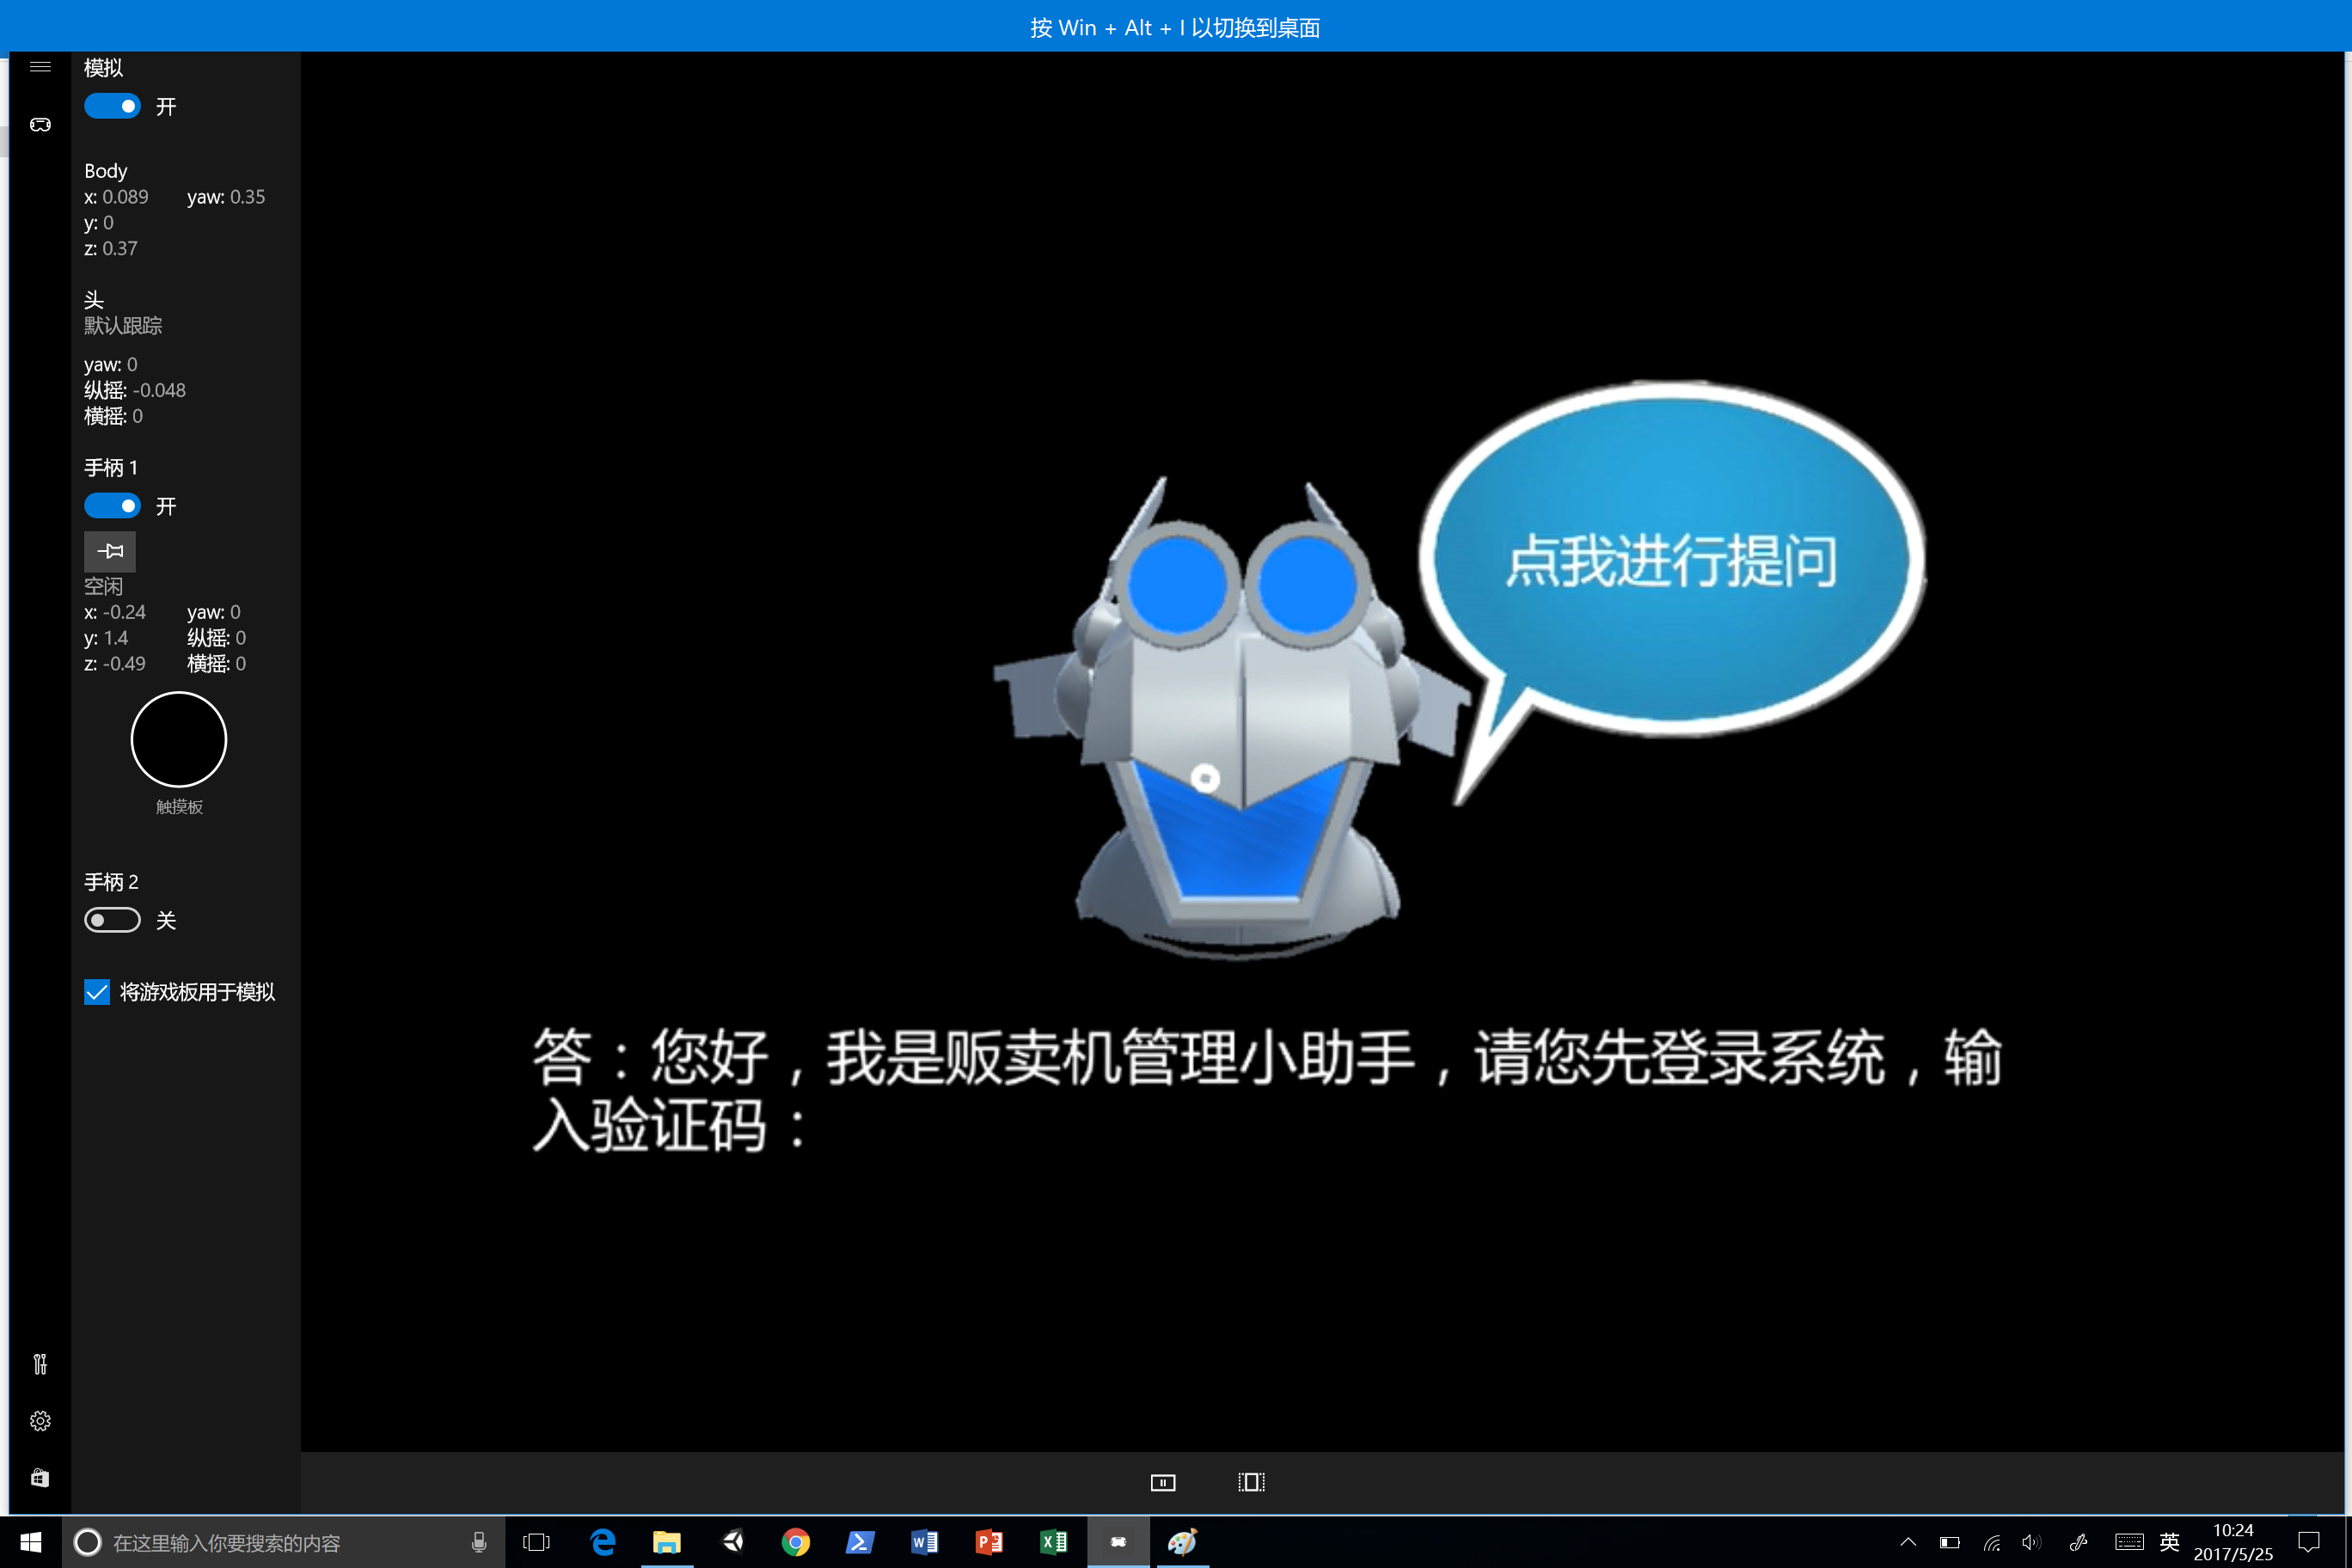 按 Win + Alt + I 以切换到桌面
模拟
开
Body
x: 0.089 yaw: 0.35
y: 0
z: 0.37
头
默认跟踪
yaw: 0
纵摇: -0.048
横摇: 0
手柄 1
开
空闲
x: -0.24 yaw: 0
y: 1.4 纵摇: 0
z: -0.49 横摇: 0
触摸板
手柄 2
关
将游戏板用于模拟
点我进行提问
答：您好，我是贩卖机管理小助手，请您先登录系统，输
入验证码：
在这里输入你要搜索的内容
英
10:24
2017/5/25